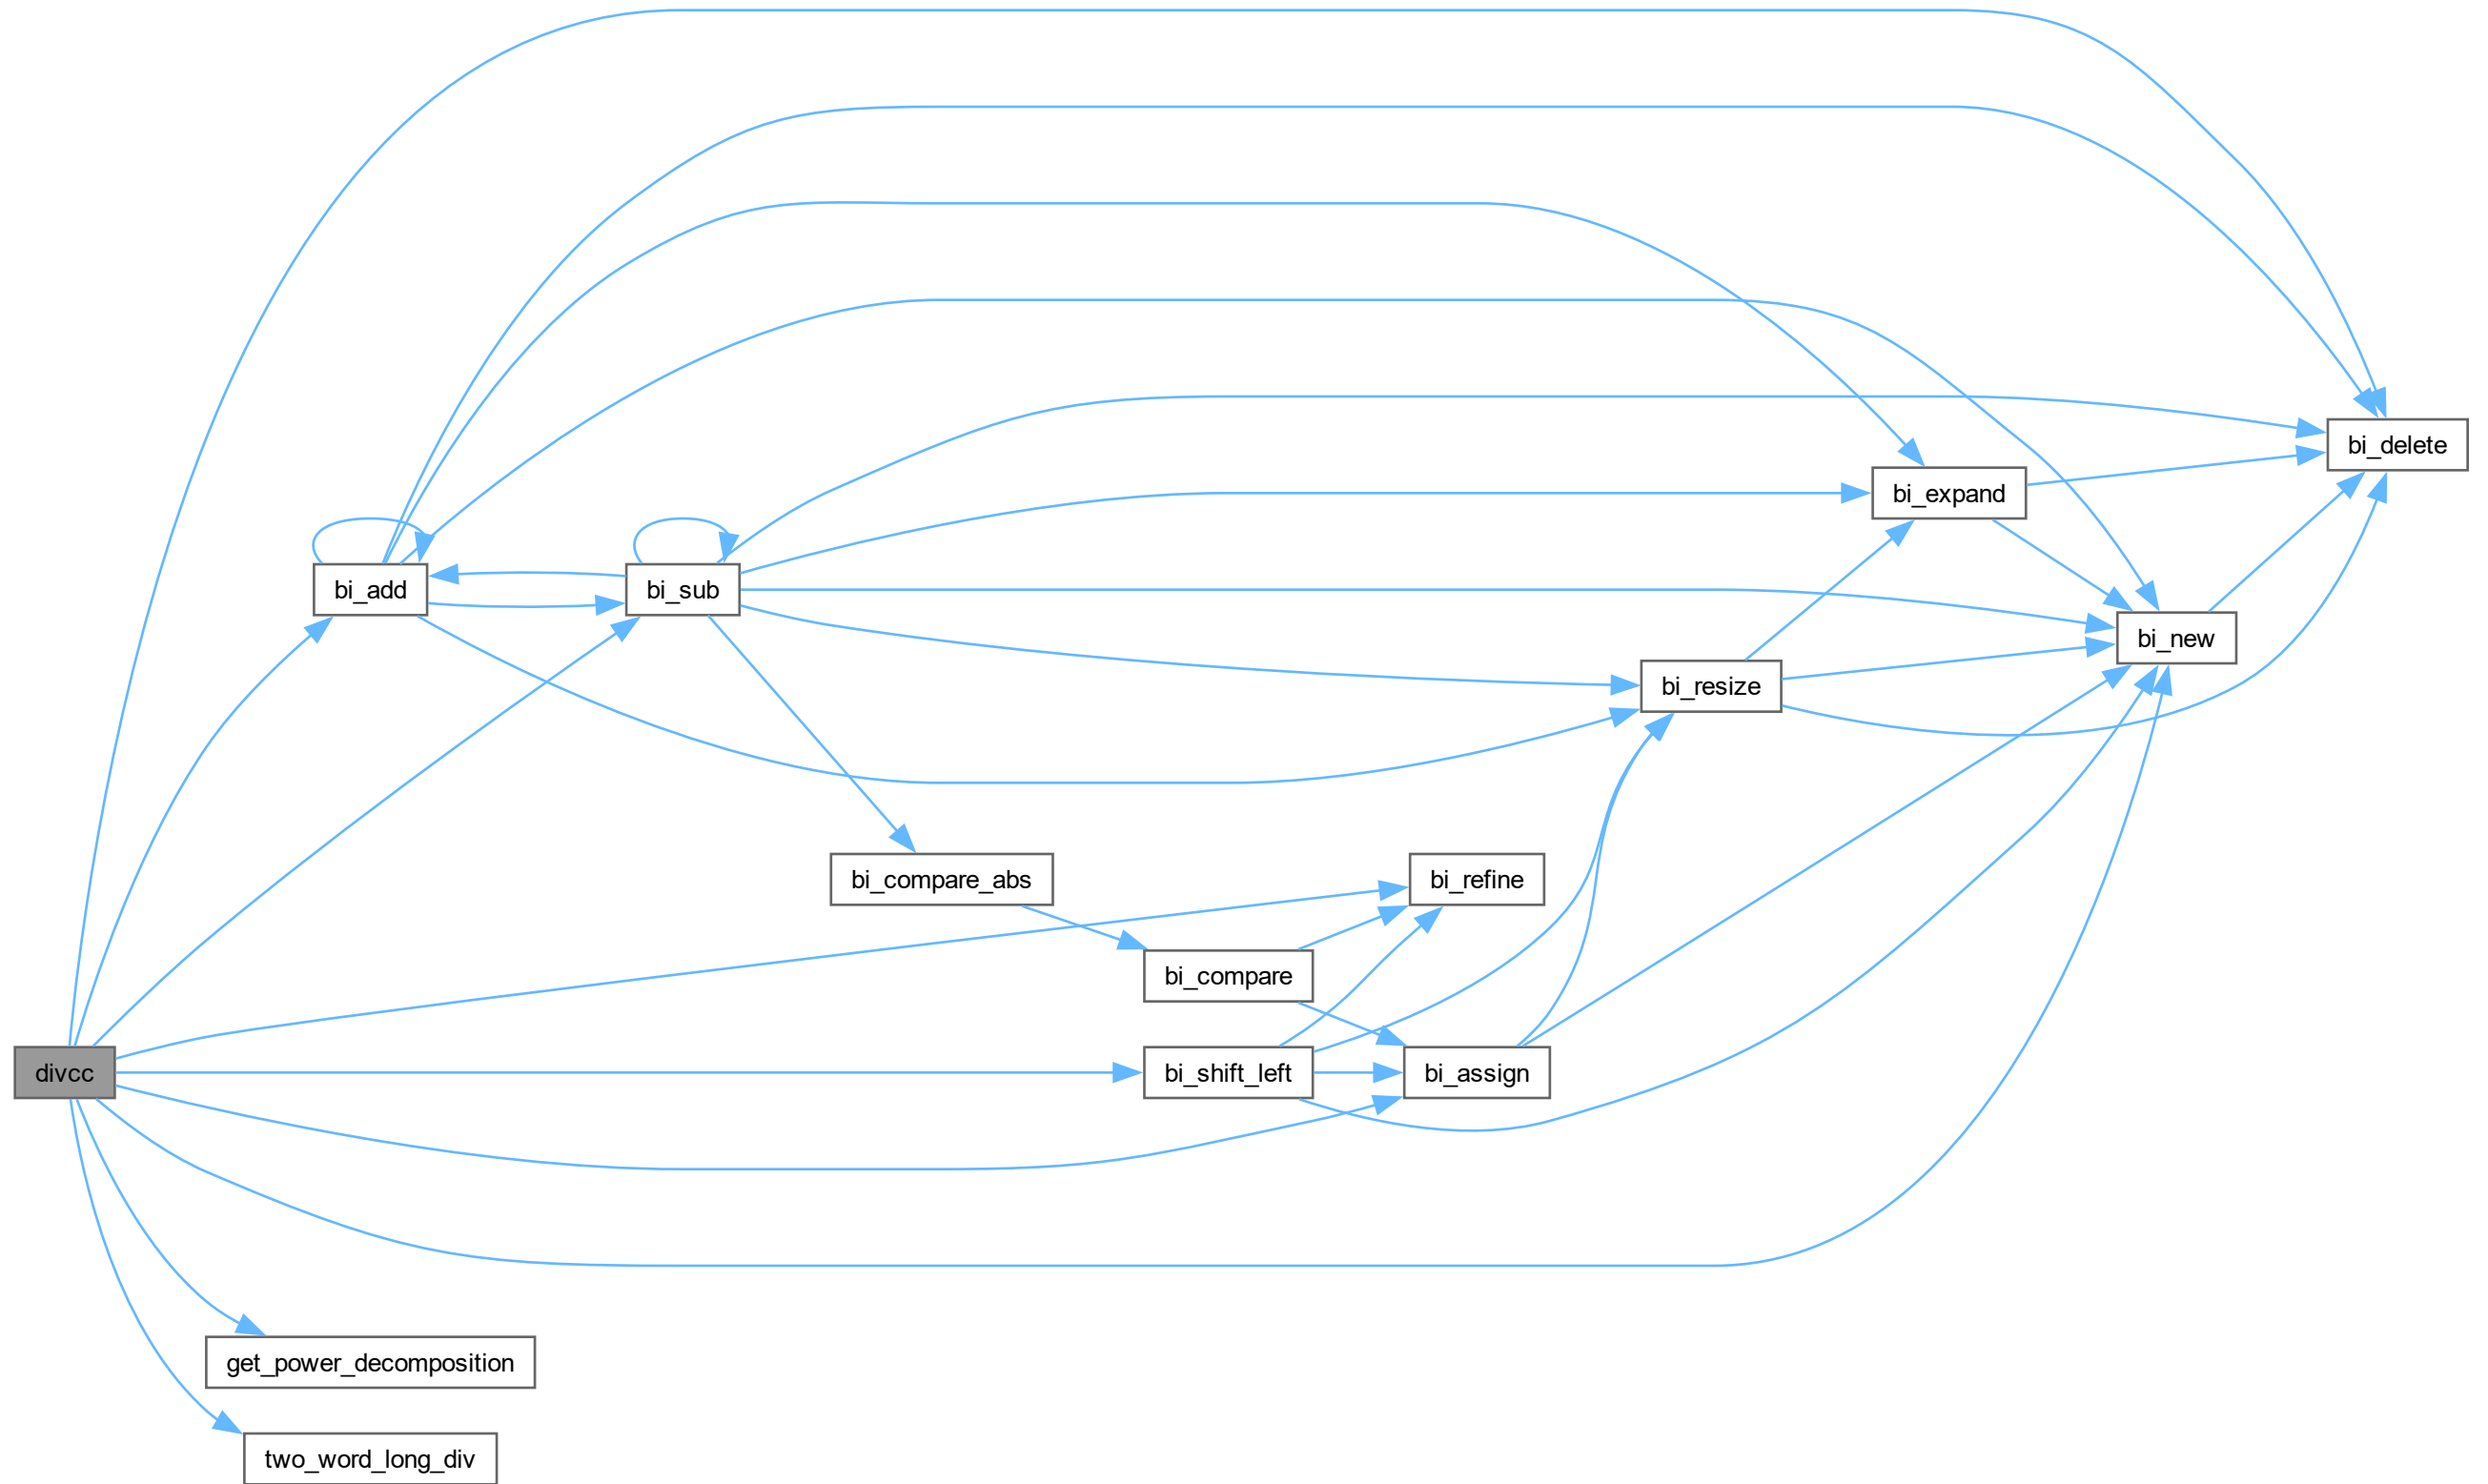 bi_delete
bi_expand
bi_add
bi_sub
bi_new
bi_resize
bi_compare_abs
bi_refine
bi_compare
divcc
bi_shift_left
bi_assign
get_power_decomposition
two_word_long_div